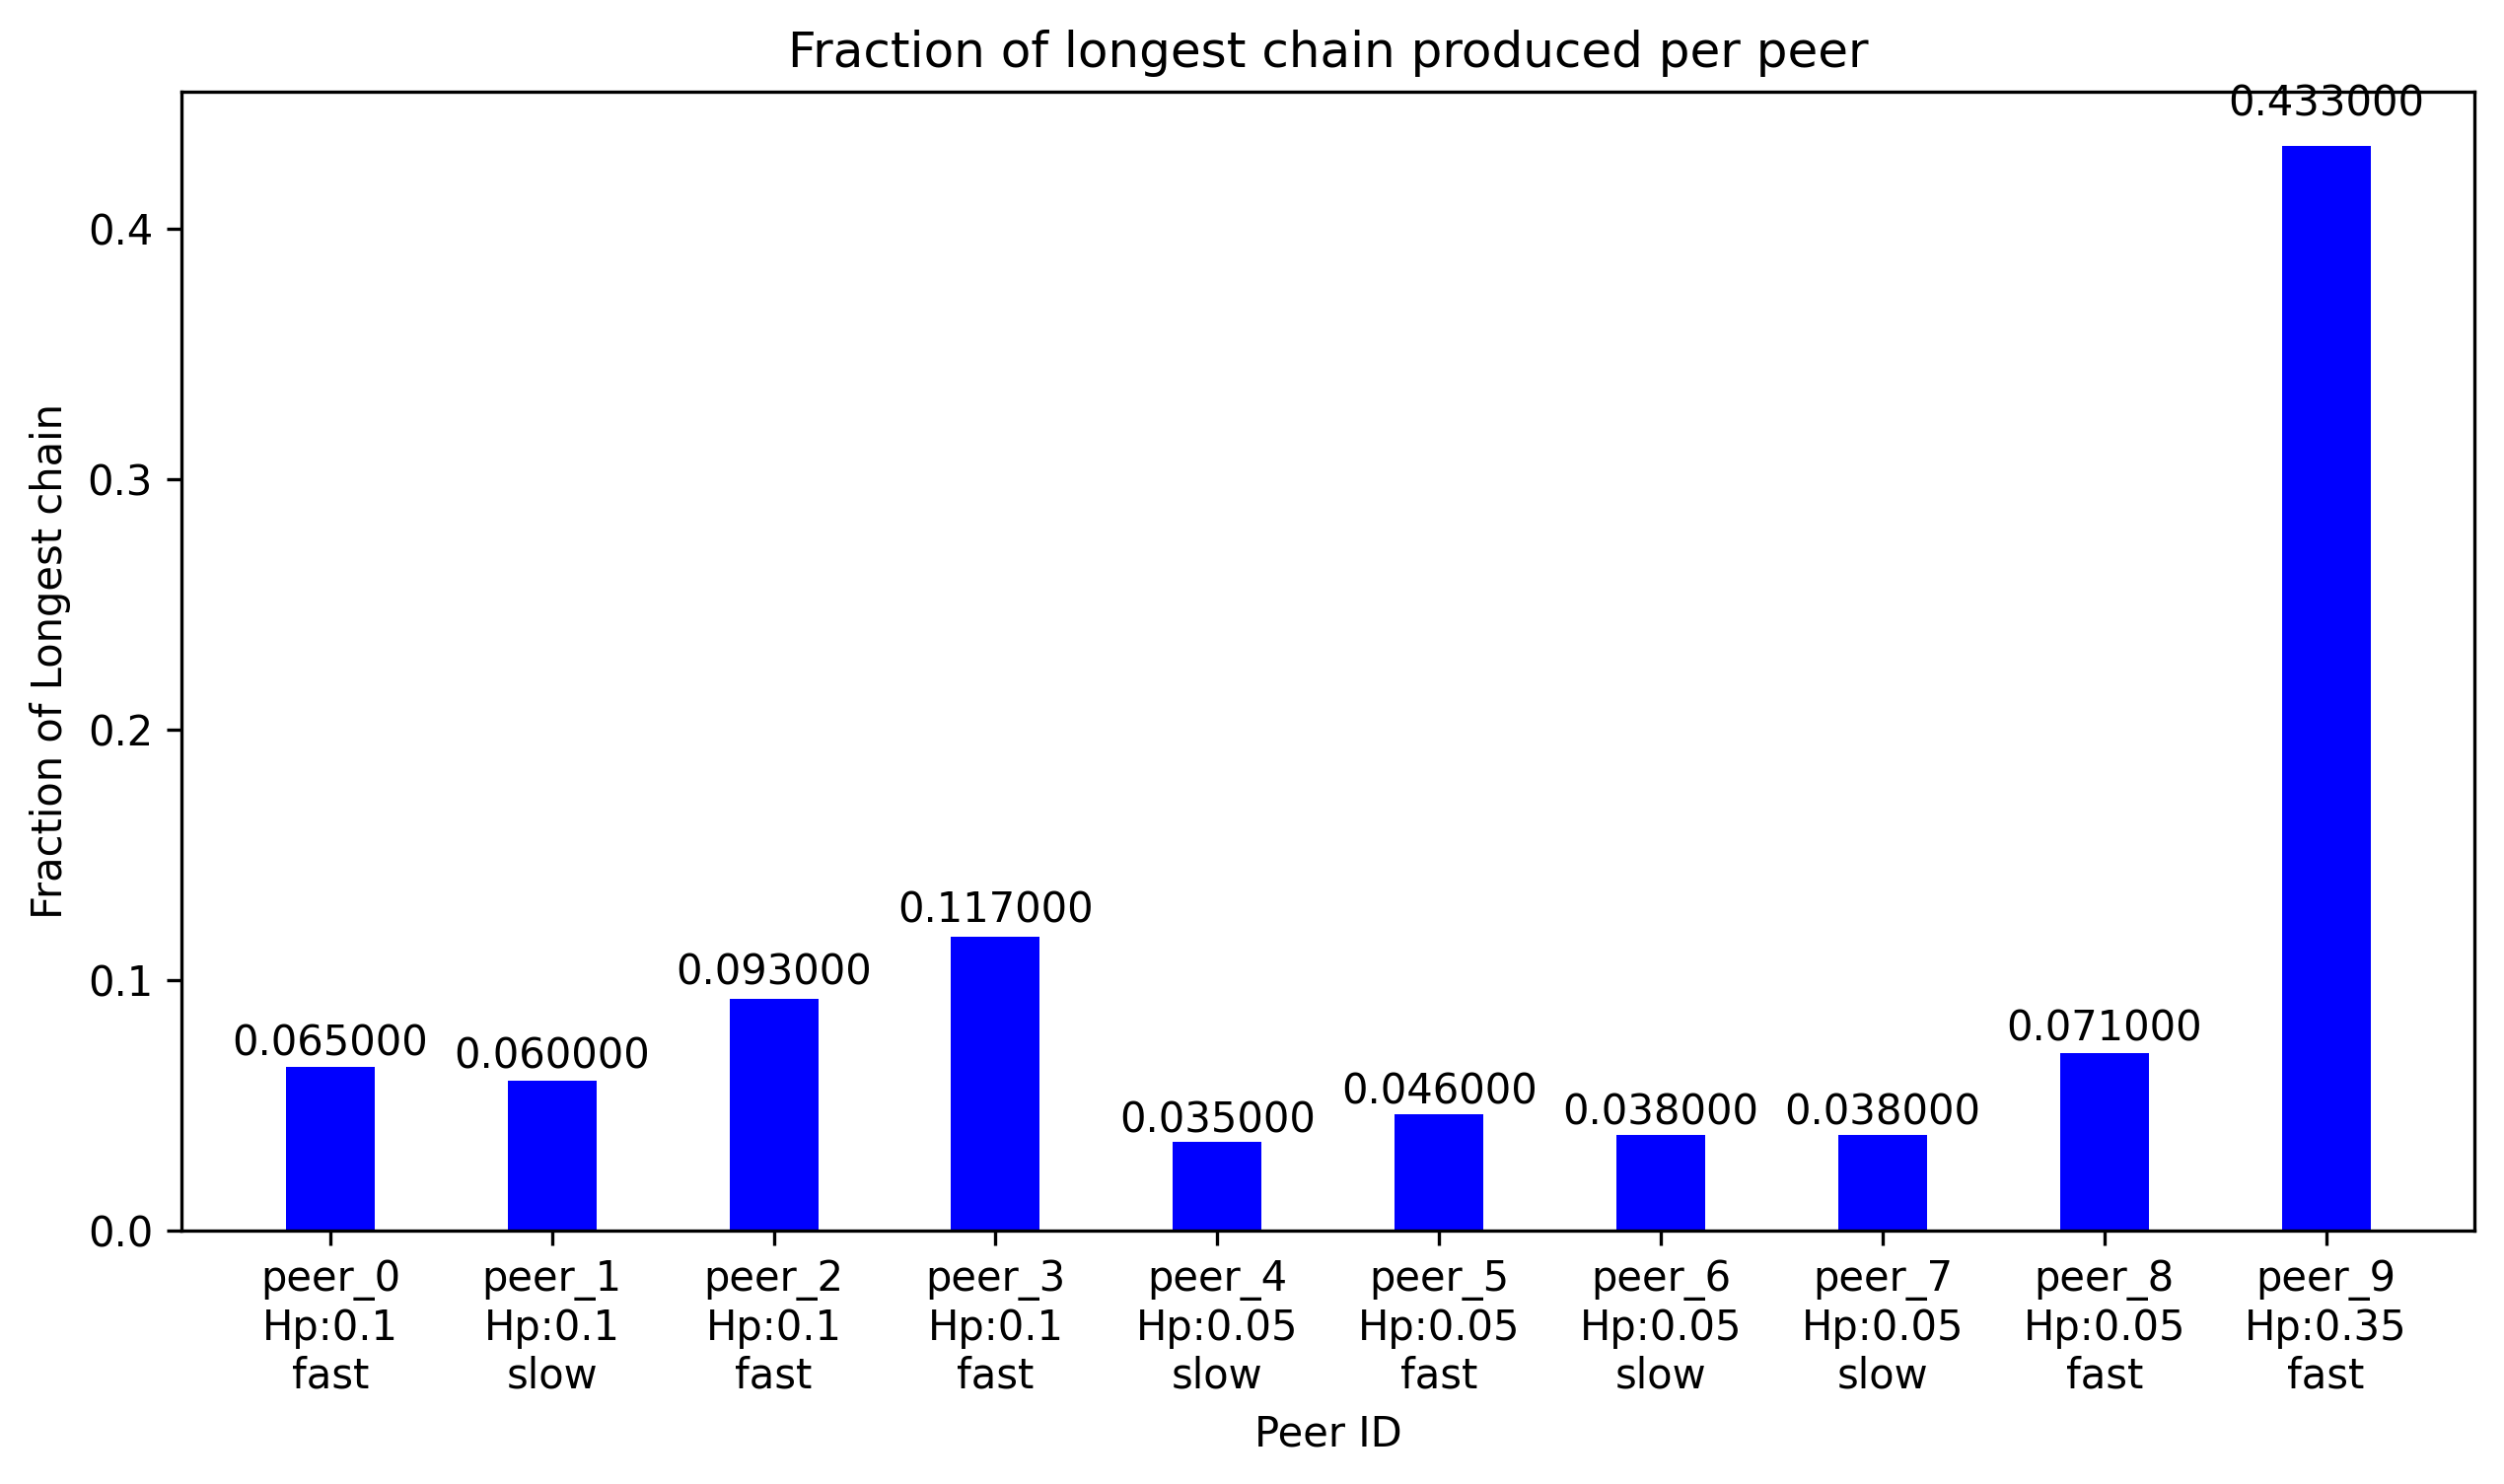 Fraction of longest chain produced per peer
Fraction of Longest chain
0.4
0.3
0.2
0.1
0.0
0.065000
0.060000
0.093000
0.117000
0.035000
0.046000
0.038000
0.038000
0.071000
0.433000
peer_0
Hp:0.1
fast
peer_1
Hp:0.1
slow
peer_2
Hp:0.1
fast
peer_3
Hp:0.1
fast
peer_4
Hp:0.05
slow
peer_5
Hp:0.05
fast
peer_6
Hp:0.05
slow
peer_7
Hp:0.05
slow
peer_8
Hp:0.05
fast
peer_9
Hp:0.35
fast
Peer ID